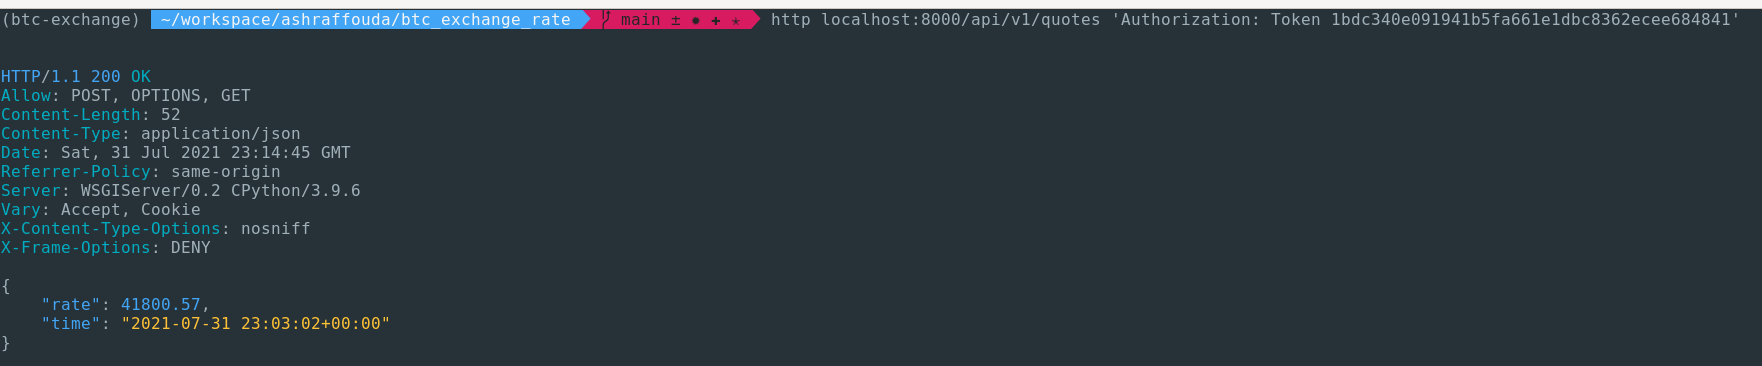 (btc-exchange) ~/workspace/ashraffouda/btc_exchange_rate main ± ● ✚ ★ http localhost:8000/api/v1/quotes 'Authorization: Token 1bdc340e091941b5fa661e1dbc8362ecee684841'
HTTP/1.1 200 OK
Allow: POST, OPTIONS, GET
Content-Length: 52
Content-Type: application/json
Date: Sat, 31 Jul 2021 23:14:45 GMT
Referrer-Policy: same-origin
Server: WSGIServer/0.2 CPython/3.9.6
Vary: Accept, Cookie
X-Content-Type-Options: nosniff
X-Frame-Options: DENY
{
    "rate": 41800.57,
    "time": "2021-07-31 23:03:02+00:00"
}